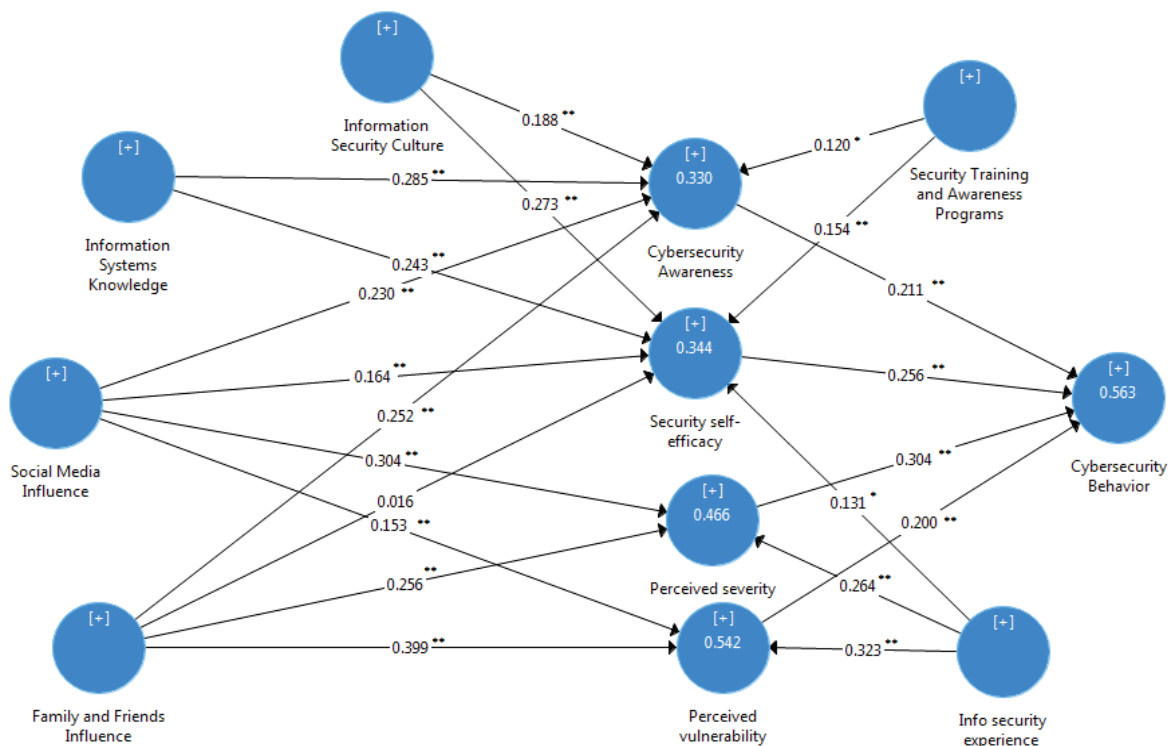 [+]
Information
Security Culture
[+]
Security Training
and Awareness
Programs
[+]
Information
Systems
Knowledge
[+]
0.330
Cybersecurity
Awareness
0.188 **
0.120 *
0.285 **
0.273 **
0.154 **
0.243 **
0.230 **
0.211 **
[+]
0.344
Security self-
efficacy
[+]
Social Media
Influence
0.164 **
0.256 **
[+]
0.563
Cybersecurity
Behavior
0.252 **
0.304 **
0.304 **
0.016
0.131 *
0.153 **
0.200 **
[+]
0.466
Perceived severity
0.256 **
0.264 **
[+]
Family and Friends
Influence
0.399 **
[+]
0.542
Perceived
vulnerability
0.323 **
[+]
Info security
experience